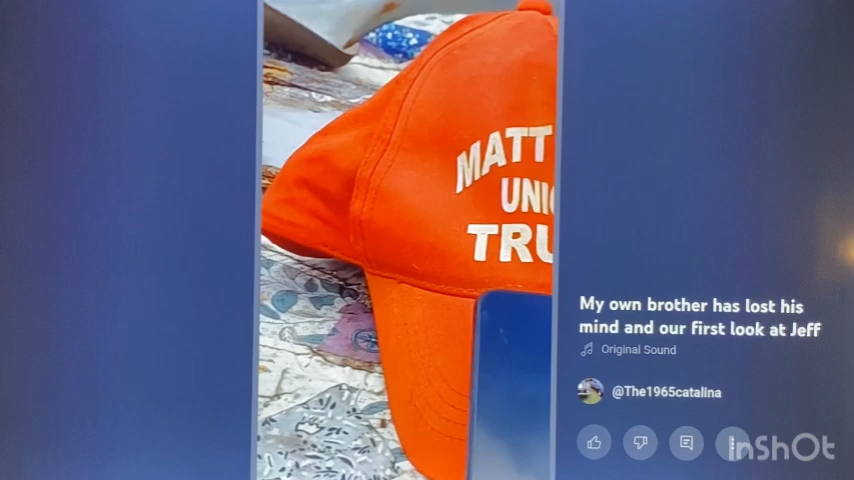 MATT
UNI
TRU
My own brother has lost his
mind and our first look at Jeff
Original Sound
@The1965catalina
InShOt